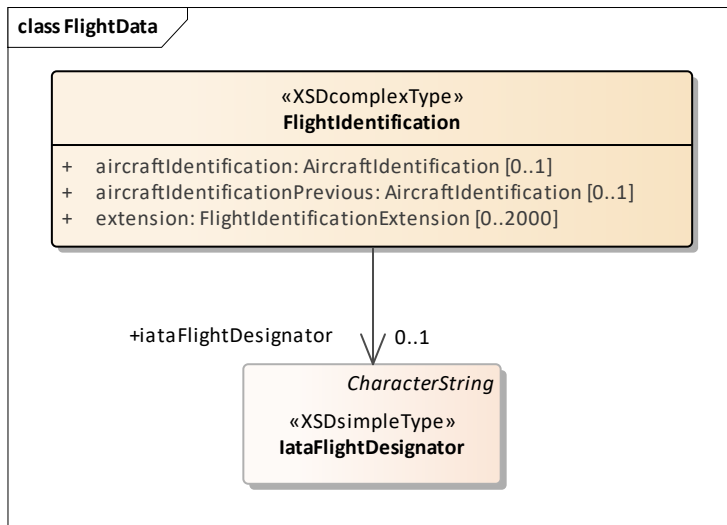 class FlightData
«XSDcomplexType»
FlightIdentification
+ aircraftIdentification: AircraftIdentification [0..1]
+ aircraftIdentificationPrevious: AircraftIdentification [0..1]
+ extension: FlightIdentificationExtension [0..2000]
+iataFlightDesignator 0..1
CharacterString
«XSDsimpleType»
IataFlightDesignator